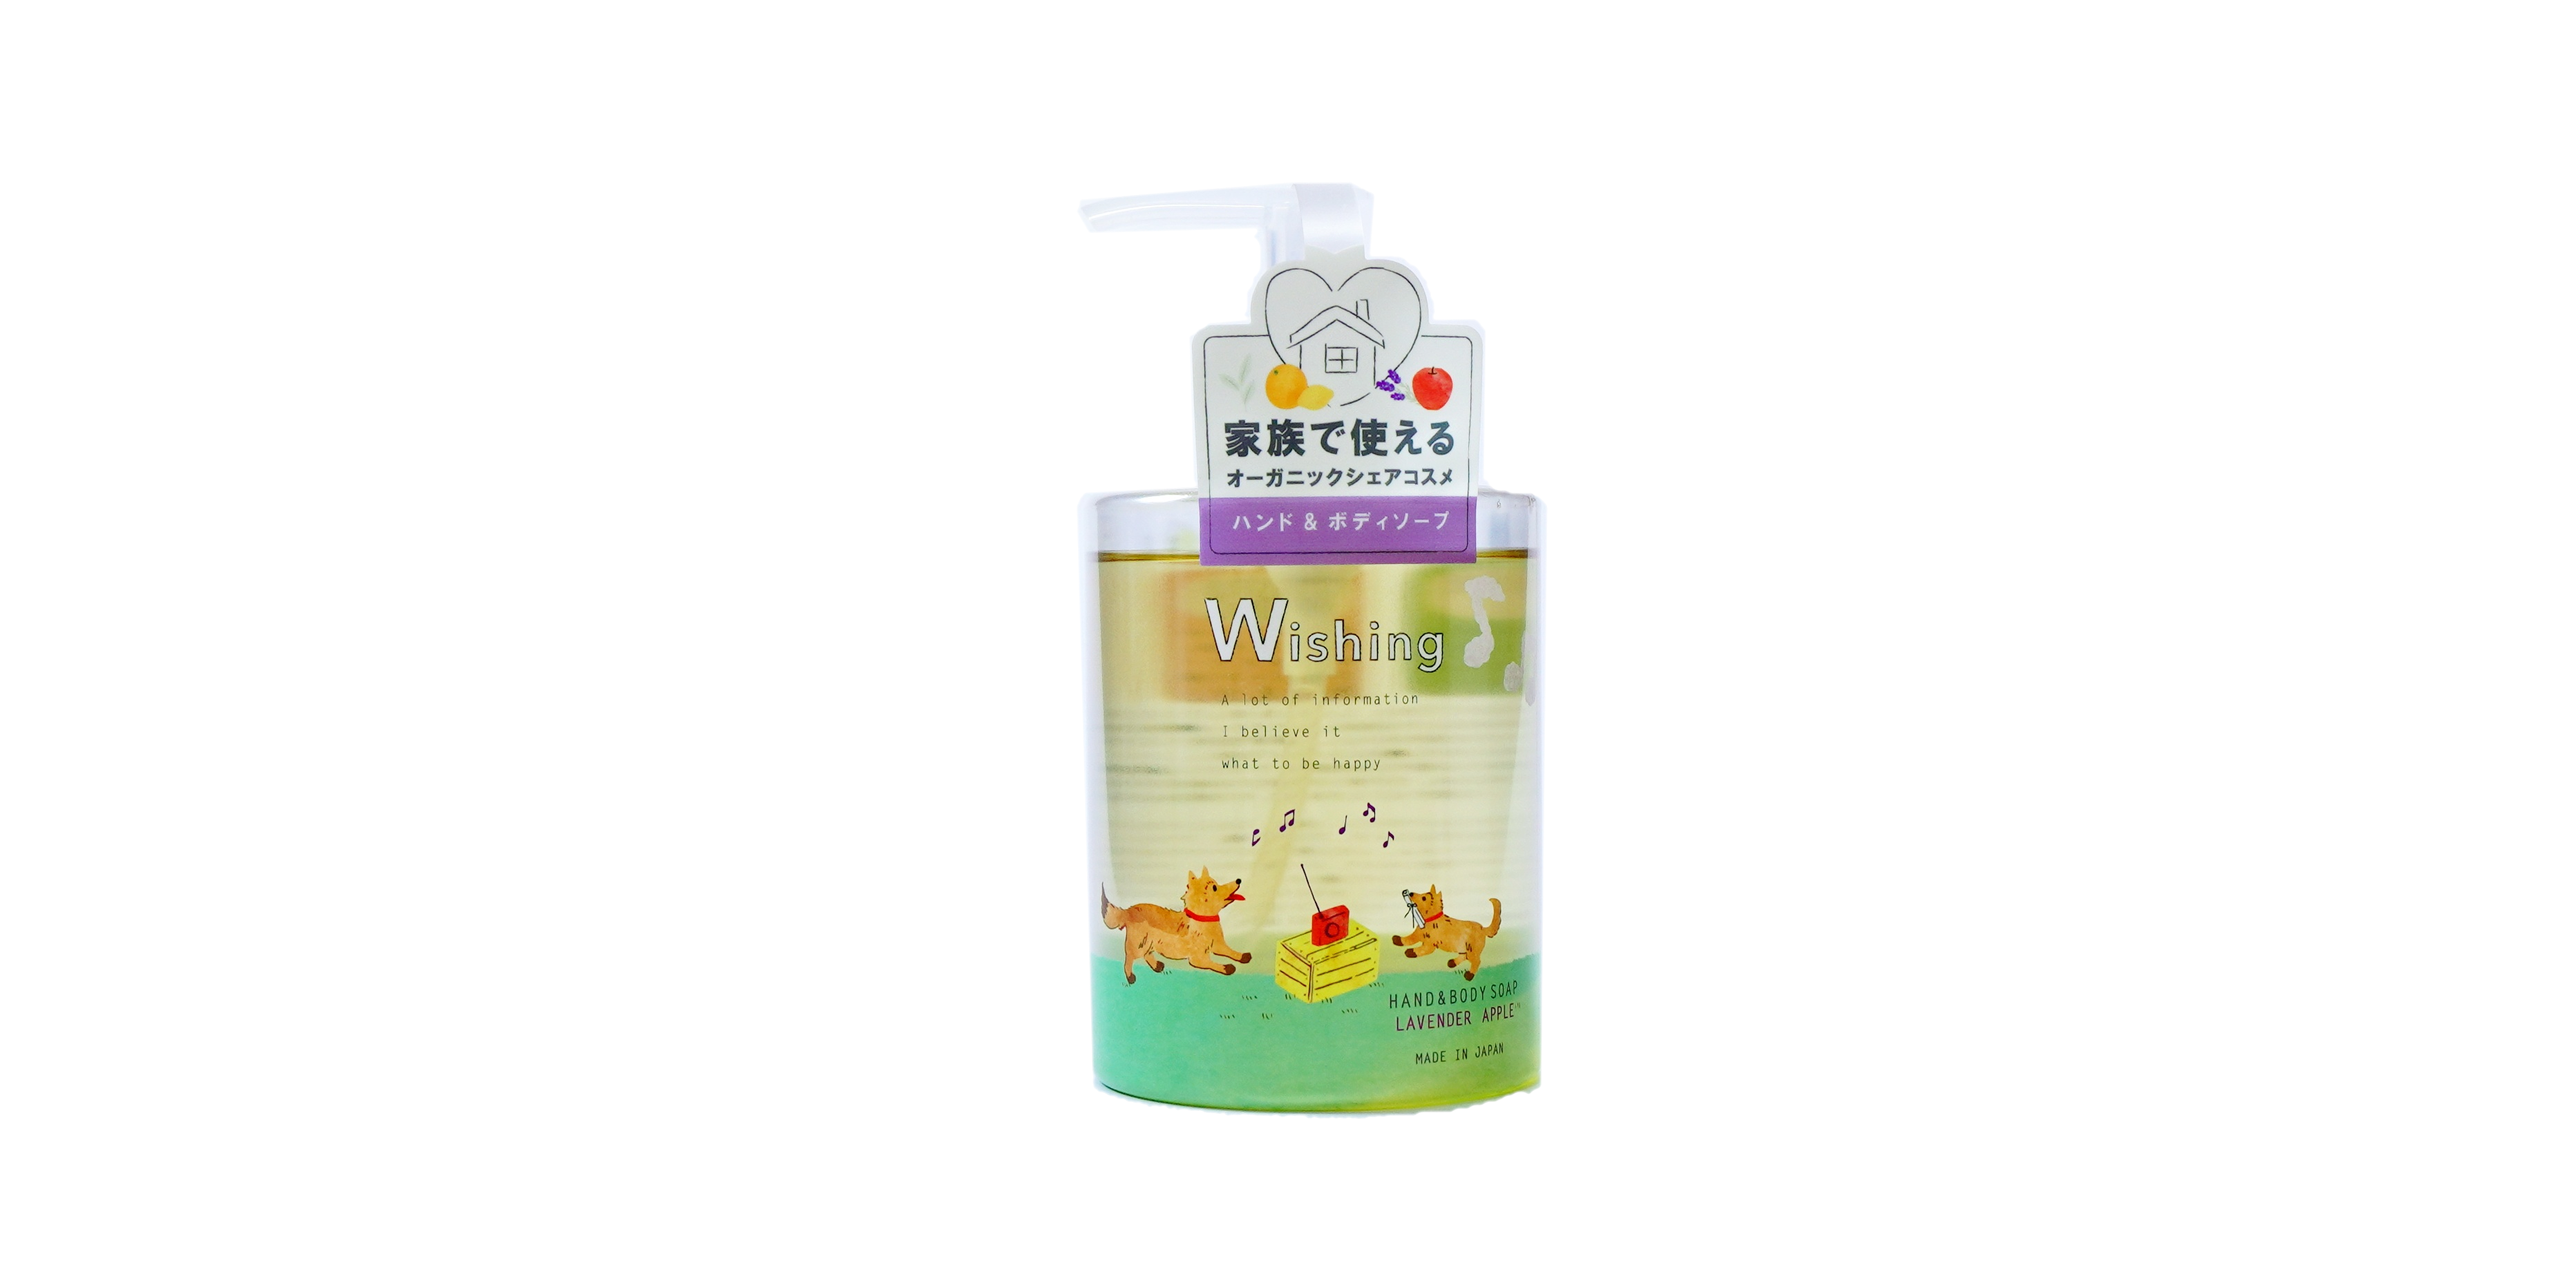 家族で使える
オーガニックシェアコスメ
ハンド & ボディソープ
Wishing
A lot of information
I believe it
what to be happy
HAND&BODY SOAP
LAVENDER APPLE
MADE IN JAPAN